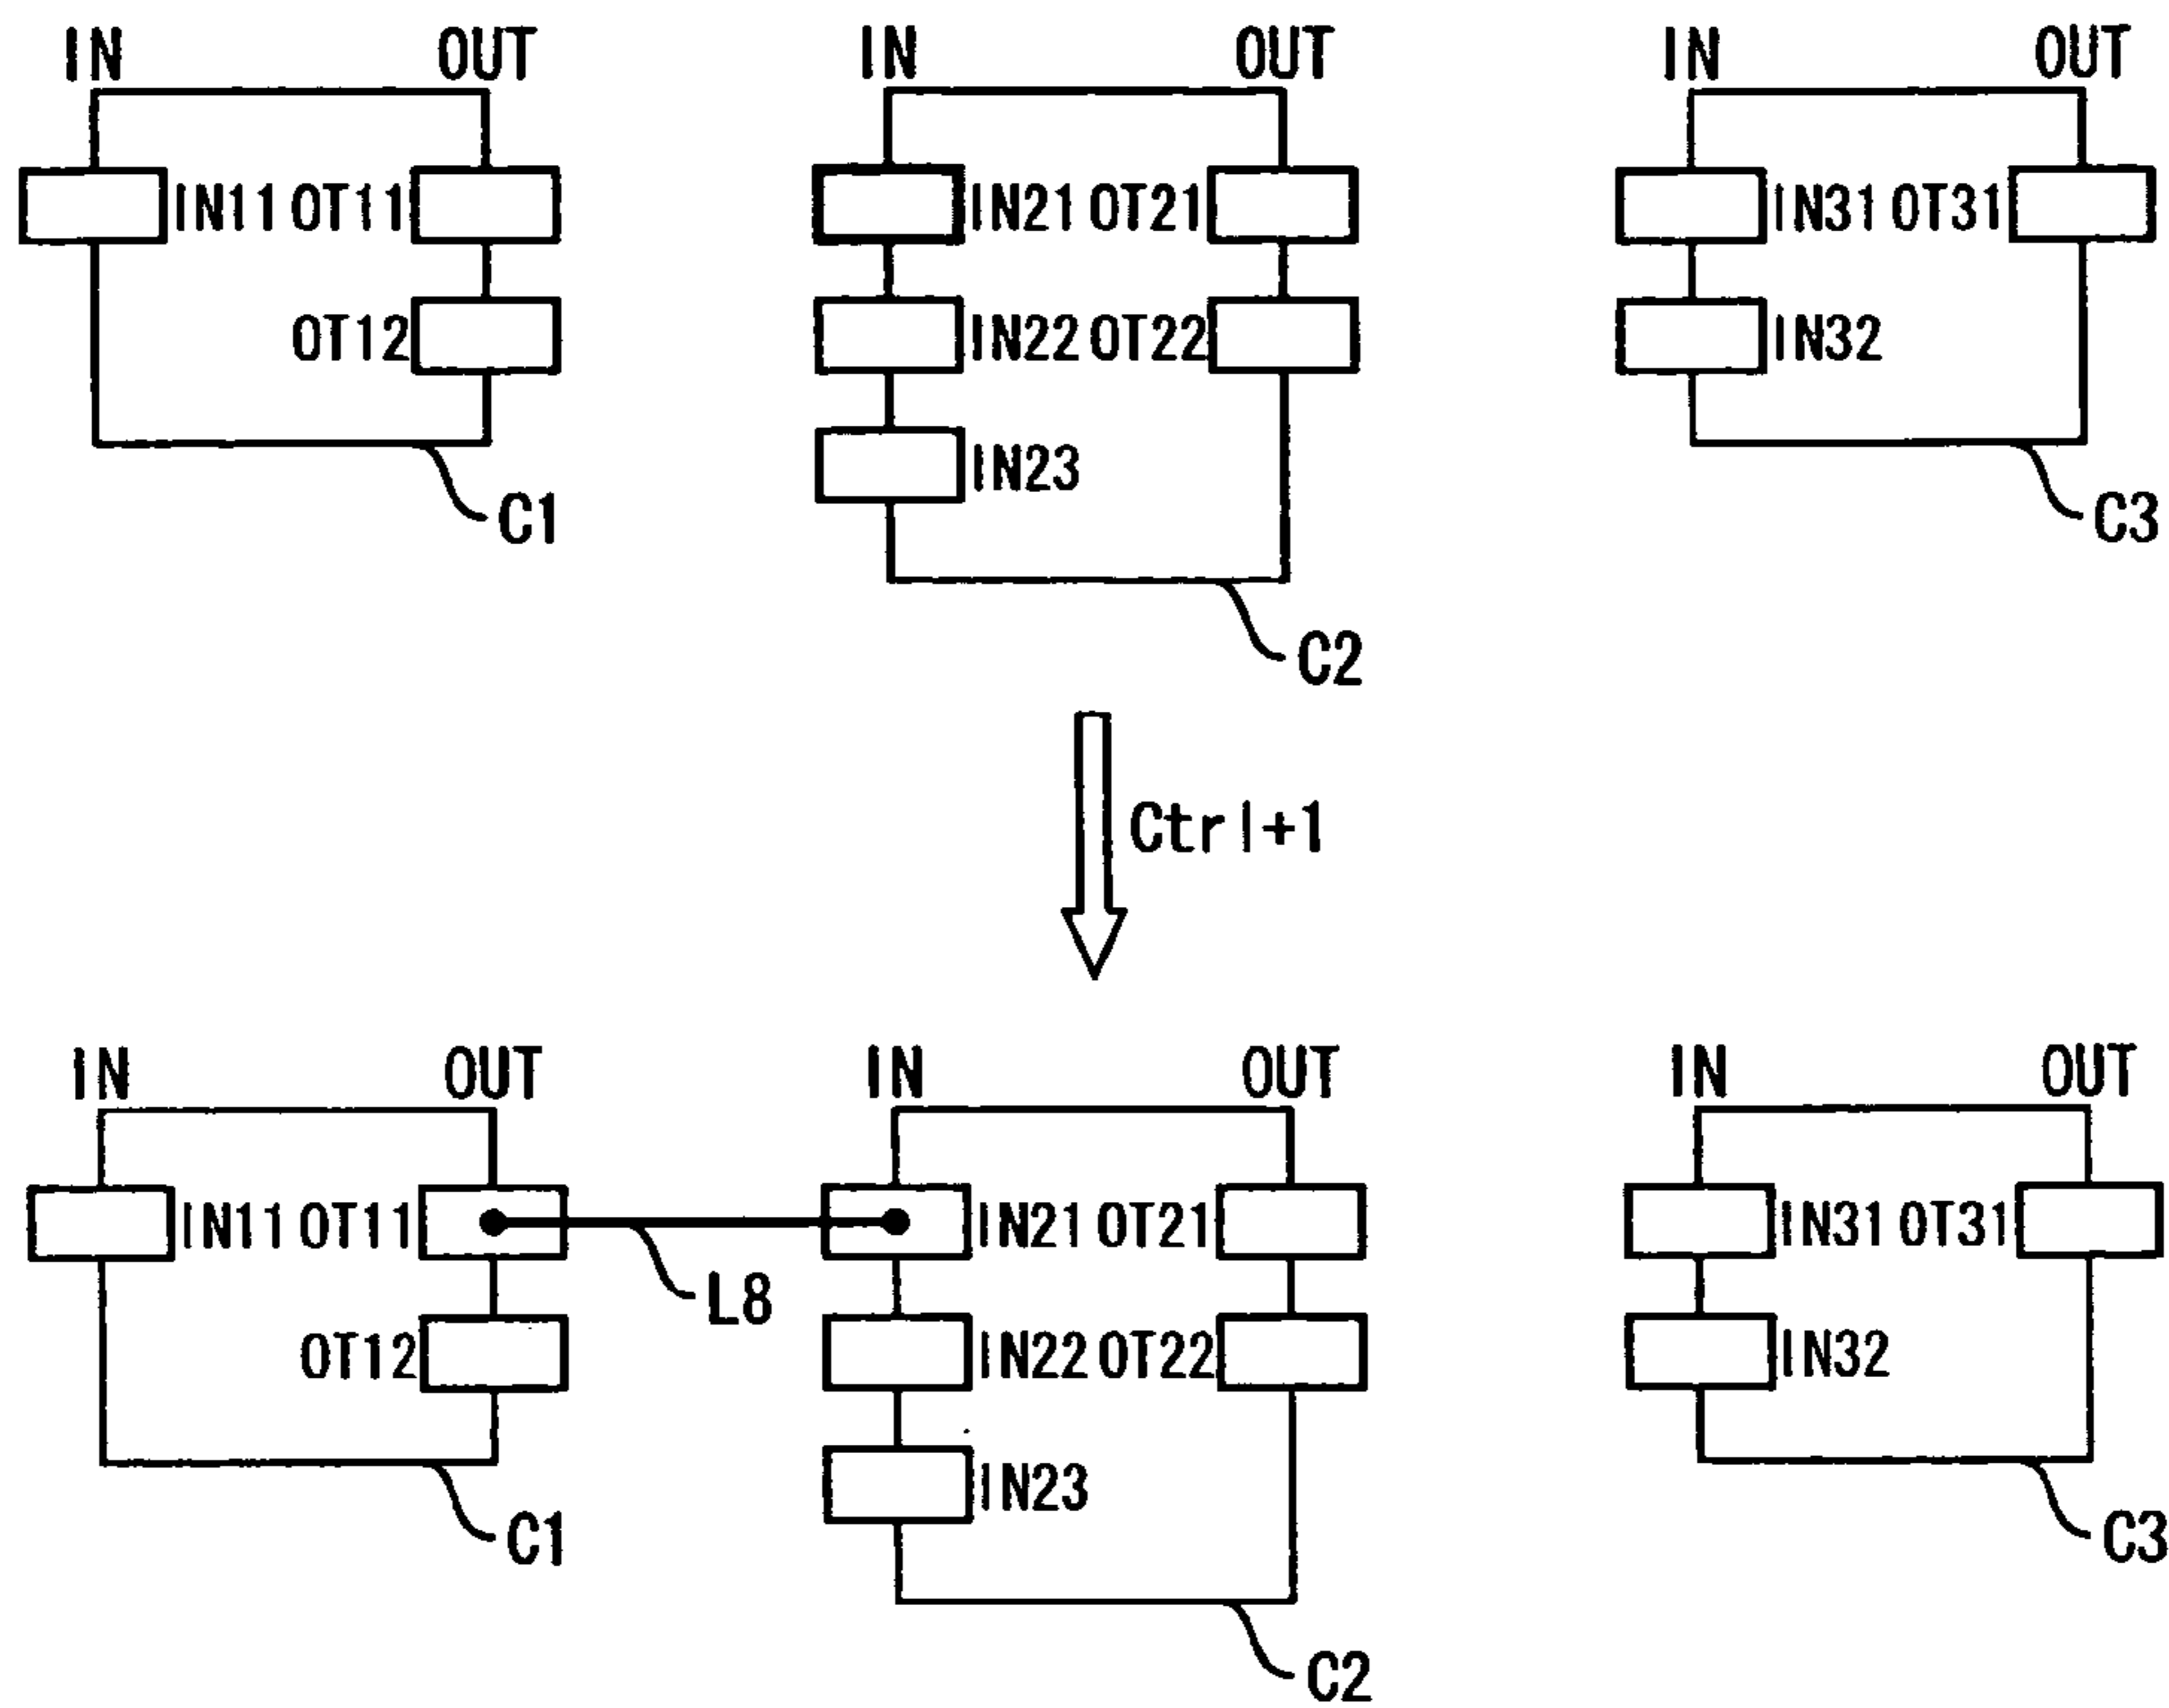 IN OUT IN OUT IN OUT
IN11 OT11 IN21 OT21 IN31 OT31
OT12 IN22 OT22 IN32
IN23
C1 C3
C2
Ctrl+1
IN OUT IN OUT IN OUT
IN11 OT11 IN21 OT21 IN31 OT31
L8
OT12 IN22 OT22 IN32
IN23
C1 C3
C2